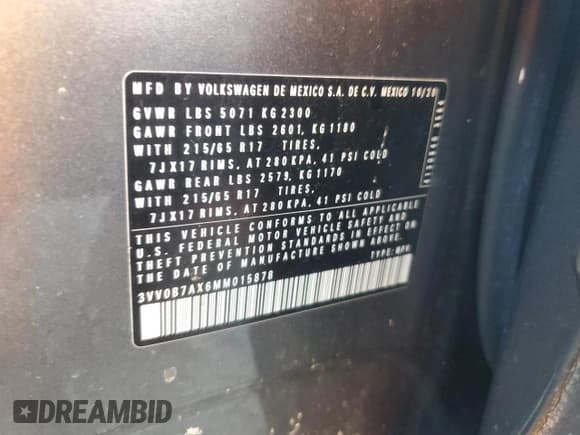 MFD BY VOLKSWAGEN DE MEXICO S.A. DE C.V. MEXICO 10/20
GVWR LBS 5071 KG 2300
GAWR FRONT LBS 2601, KG 1180
WITH 215/65 R17 TIRES,
7JX17 RIMS, AT 280 KPA, 41 PSI COLD
GAWR REAR LBS 2579, KG 1170
WITH 215/65 R17 TIRES,
7JX17 RIMS, AT 280 KPA, 41 PSI COLD
THIS VEHICLE CONFORMS TO ALL APPLICABLE
U.S. FEDERAL MOTOR VEHICLE SAFETY AND
THEFT PREVENTION STANDARDS IN EFFECT ON
THE DATE OF MANUFACTURE SHOWN ABOVE.
3VV0B7AX6MM015878 TYPE: MPV
DREAMBID